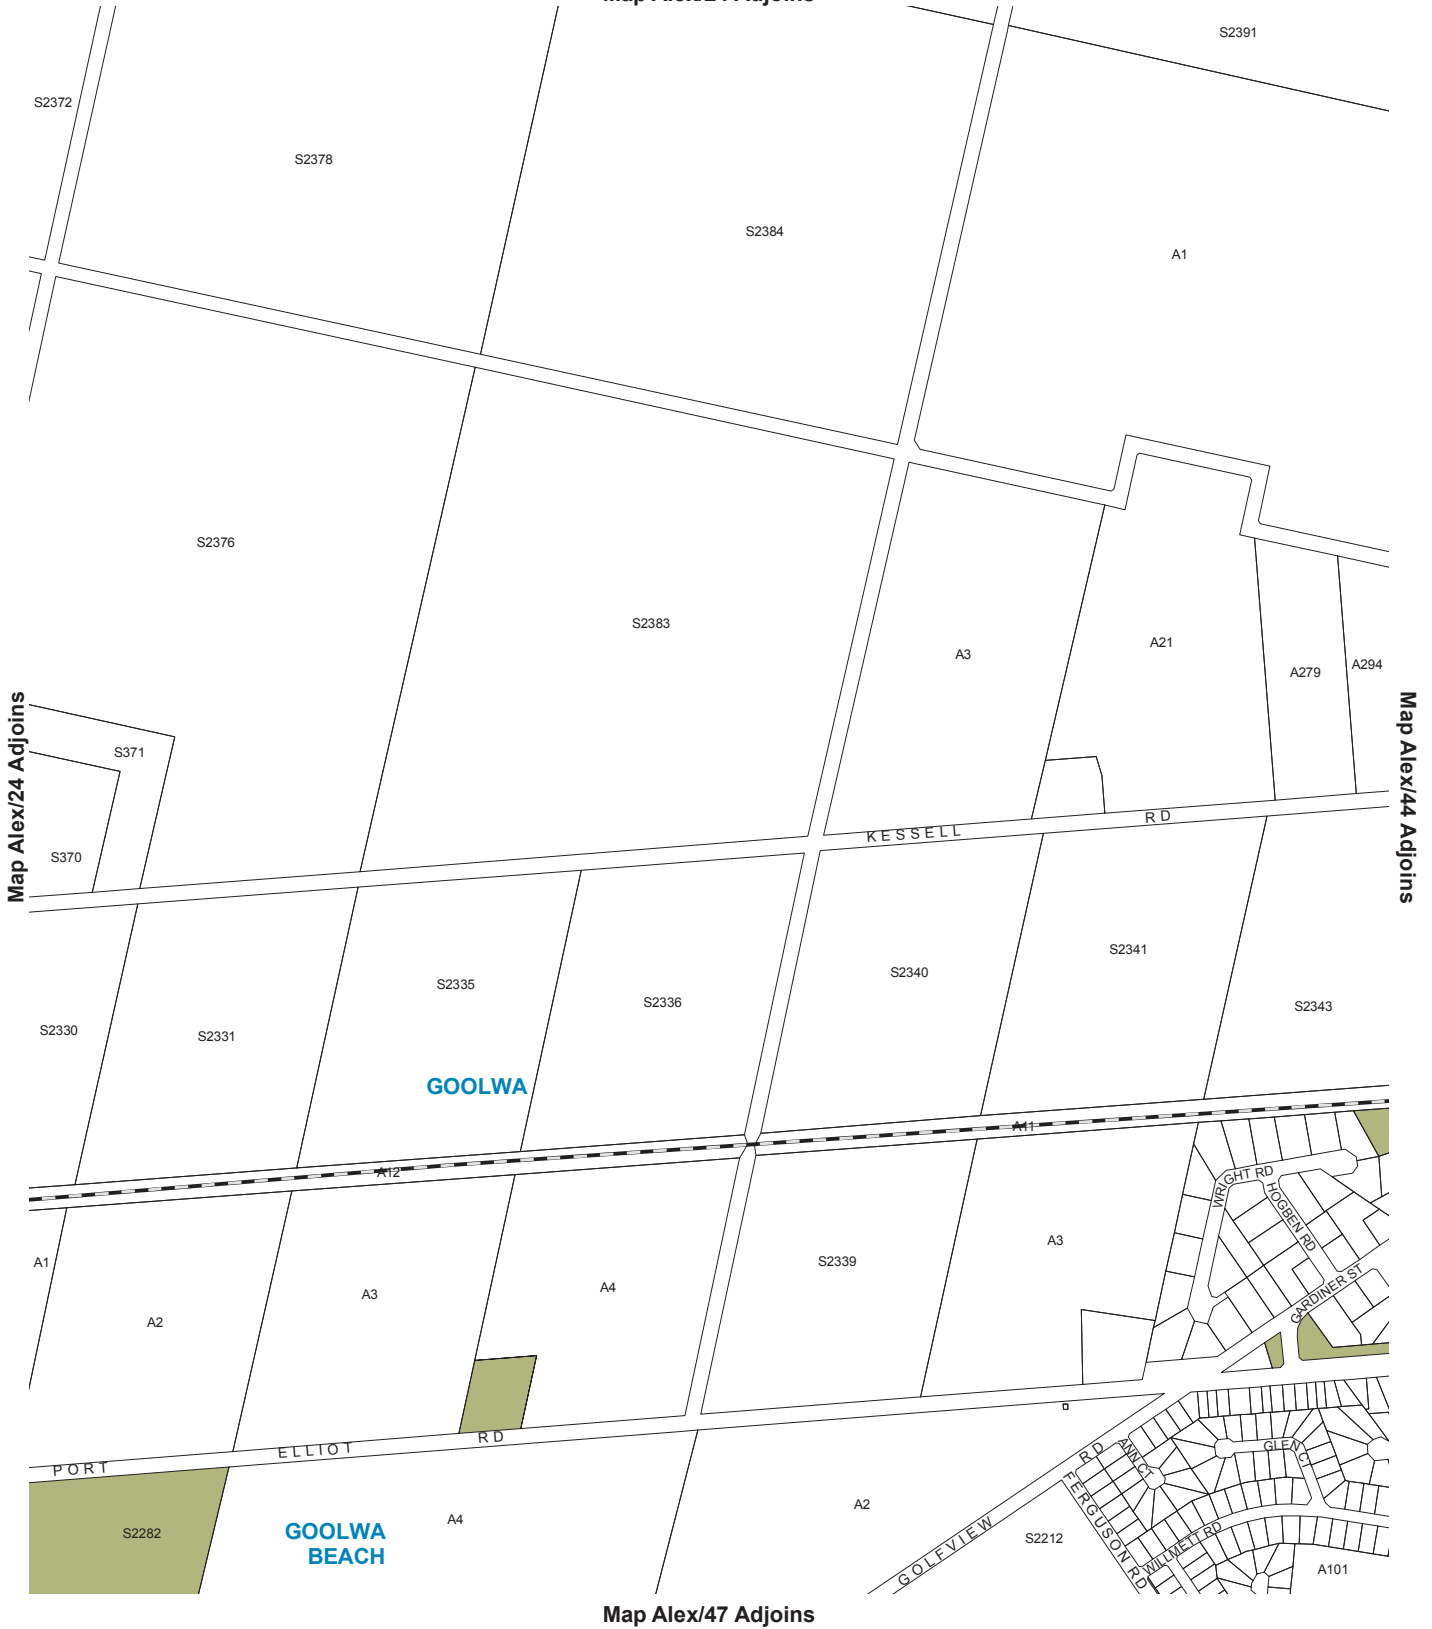 S2391
S2372
S2378
S2384
A1
S2376
S2383
A3
A21
A279
A294
S371
S370
Map Alex/24 Adjoins
Map Alex/44 Adjoins
KESSELL RD
S2330
S2331
S2335
S2336
S2340
S2341
S2343
GOOLWA
A12
A11
WRIGHT RD
HOGBEN RD
GARDINER ST
A1
A2
A3
A4
S2339
A3
PORT ELLIOT RD
S2282
GOOLWA
BEACH
A4
A2
GOLFVIEW RD
S2212
FERGUSON RD
ANN CT
GLEN CT
WILLMETT RD
A101
Map Alex/47 Adjoins